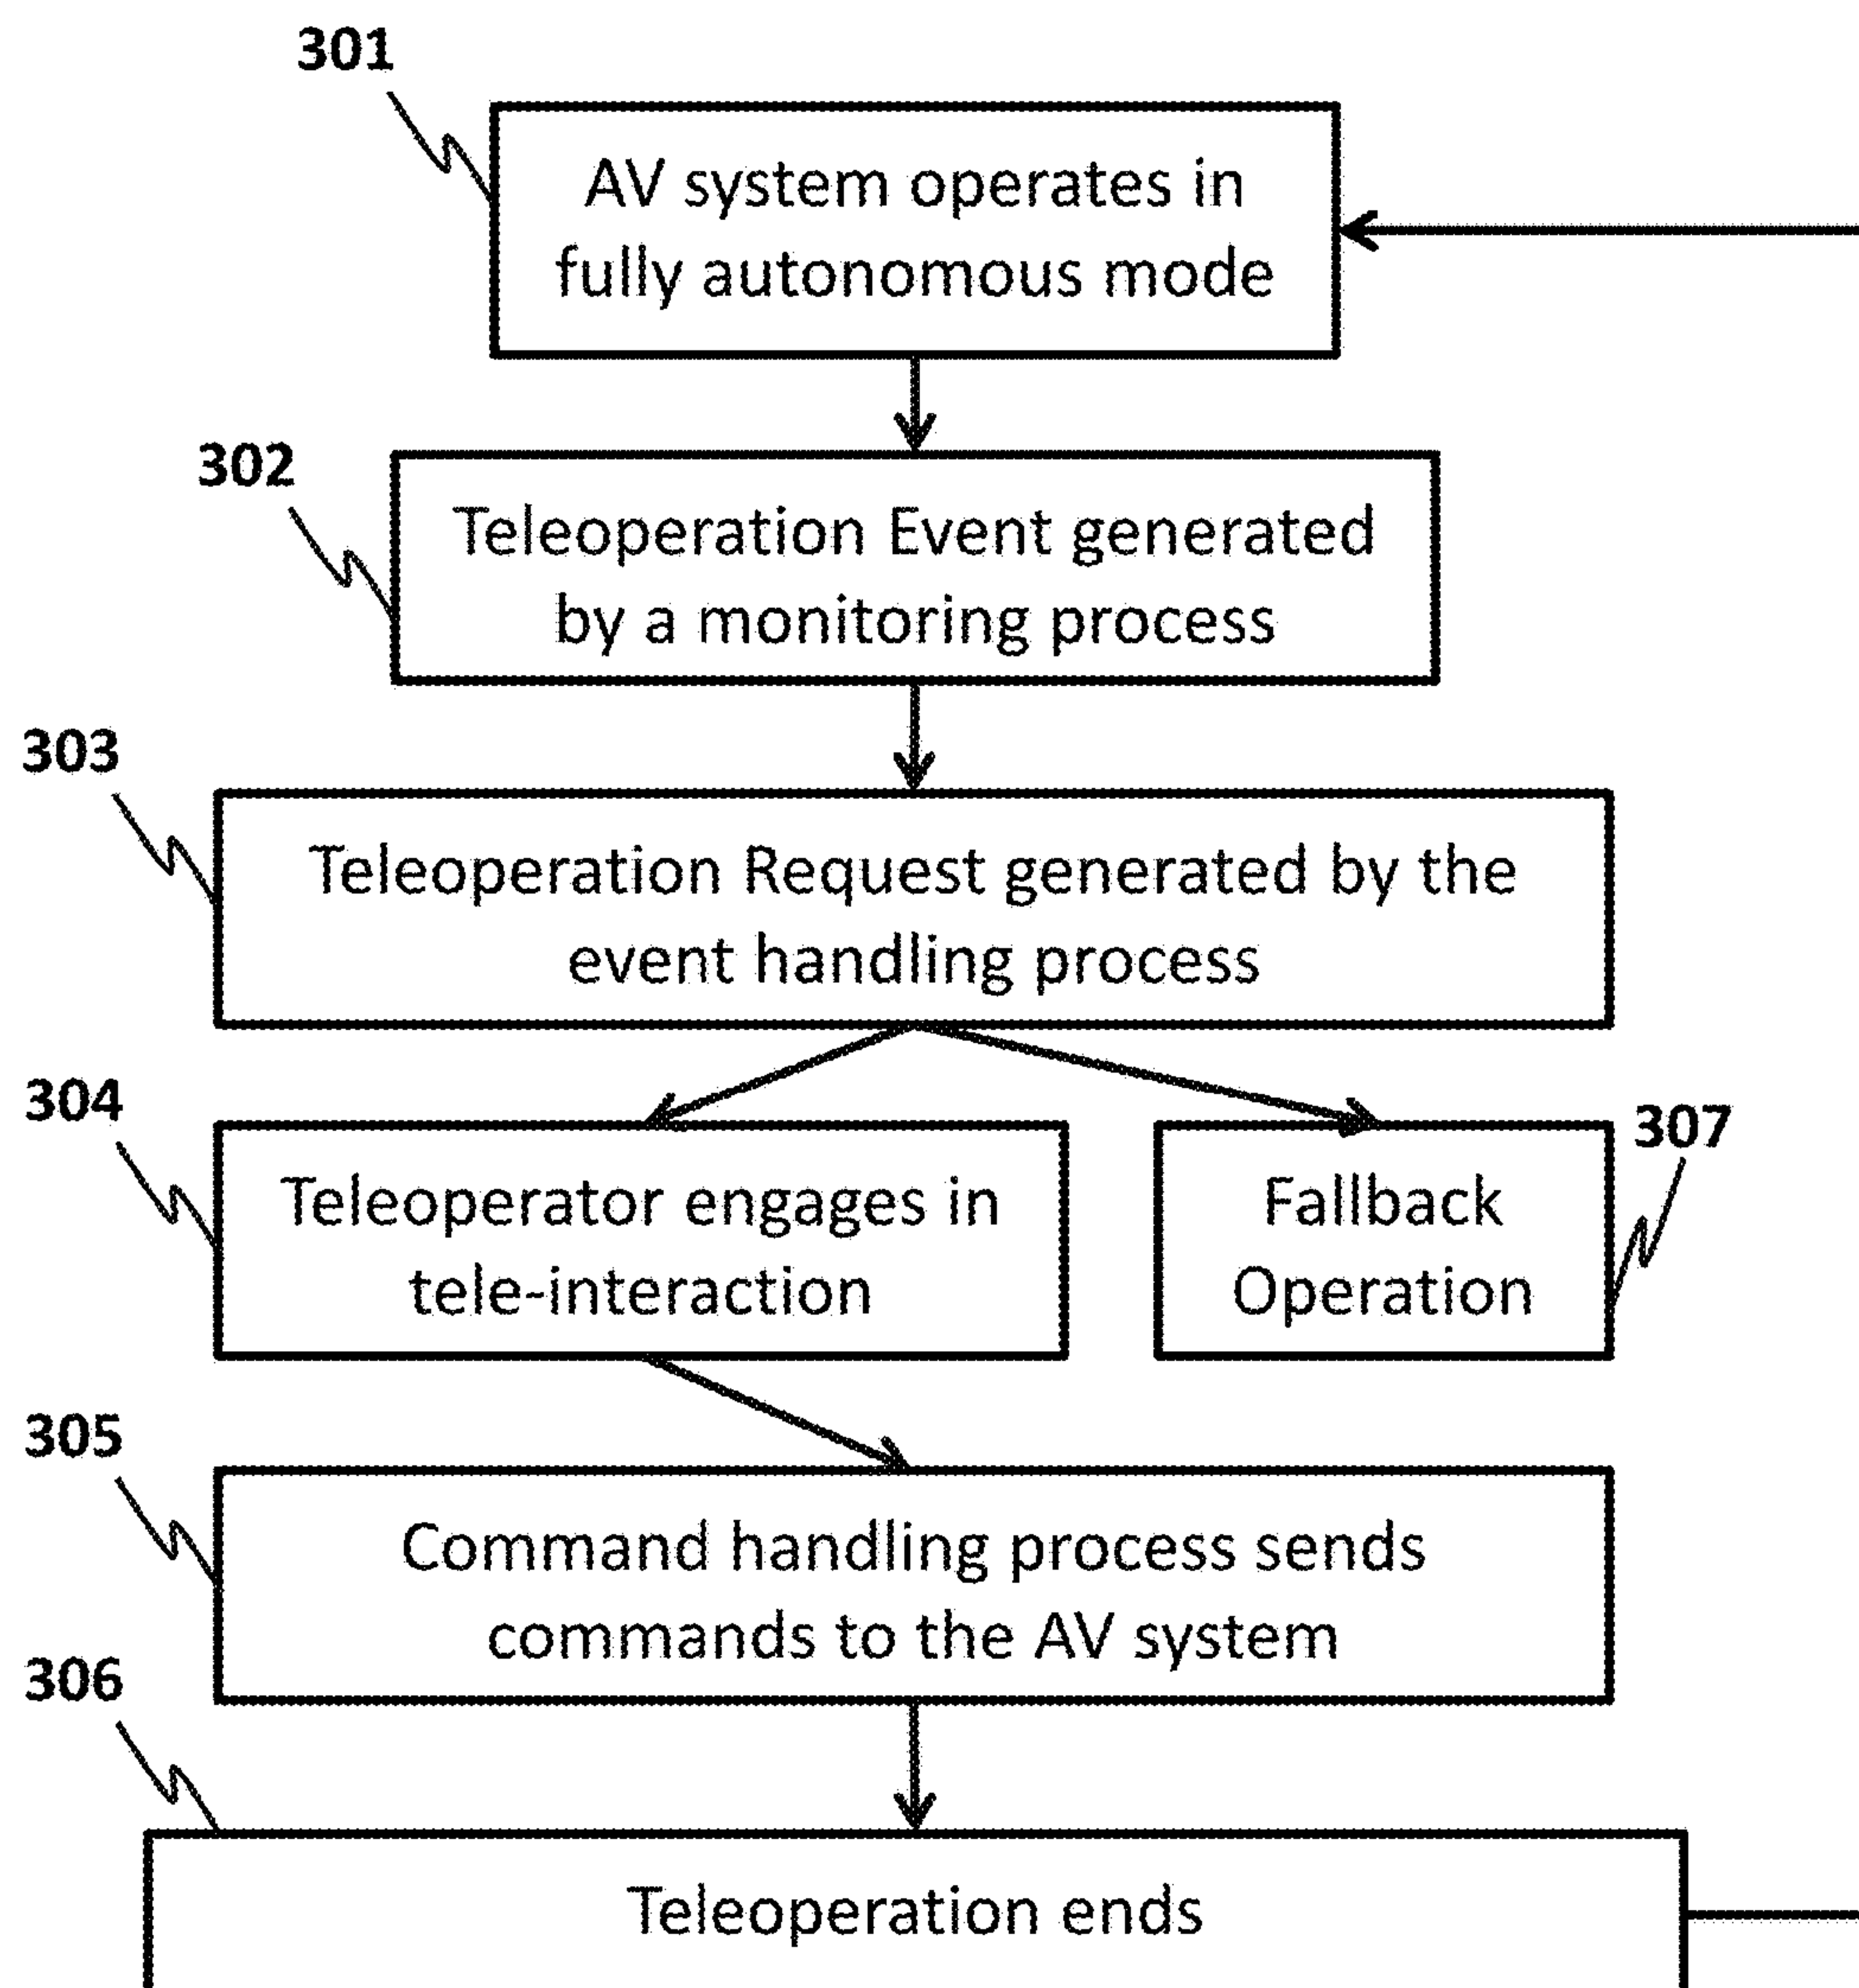 301
AV system operates in
fully autonomous mode
302
Teleoperation Event generated
by a monitoring process
303
Teleoperation Request generated by the
event handling process
304
Teleoperator engages in
tele-interaction
307
Fallback
Operation
305
Command handling process sends
commands to the AV system
306
Teleoperation ends